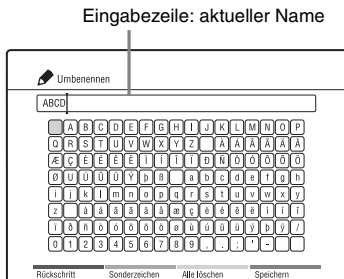 Eingabezeile: aktueller Name
Umbenennen
ABCD
A B C D E F G H I J K L M N O P
Q R S T U V W X Y Z
Æ Ç È É Ê Ë Ì Í Î Ï Ð Ñ Ò Ó Ô Õ
Ø Ù Ú Û Ü Ý Þ ß a b c d e f g h
i j k l m n o p q r s t u v w x y
z
0 1 2 3 4 5 6 7 8 9 . , : ' -
Rückschritt Sonderzeichen Alle löschen Speichern